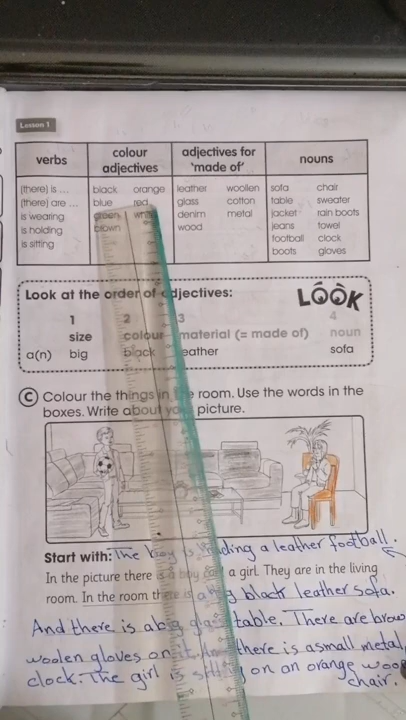 Lesson 1
verbs colour adjectives adjectives for 'made of' nouns
(there) is ... black orange leather woollen sofa chair
(there) are ... blue red glass cotton table sweater
is wearing green white denim metal jacket rain boots
is holding brown wood jeans towel
is sitting football clock
boots gloves
Look at the order of adjectives: LOOK
1 2 3 4
size colour material (= made of) noun
a(n) big black leather sofa
C Colour the things in the room. Use the words in the
boxes. Write about your picture.
Start with: The boy is holding a leather football.
In the picture there is a boy and a girl. They are in the living
room. In the room there is a big black leather sofa.
And there is a big glass table. There are brow
woolen gloves on it. And there is asmall metal
clock. The girl is sitting on an orange woo
chair.